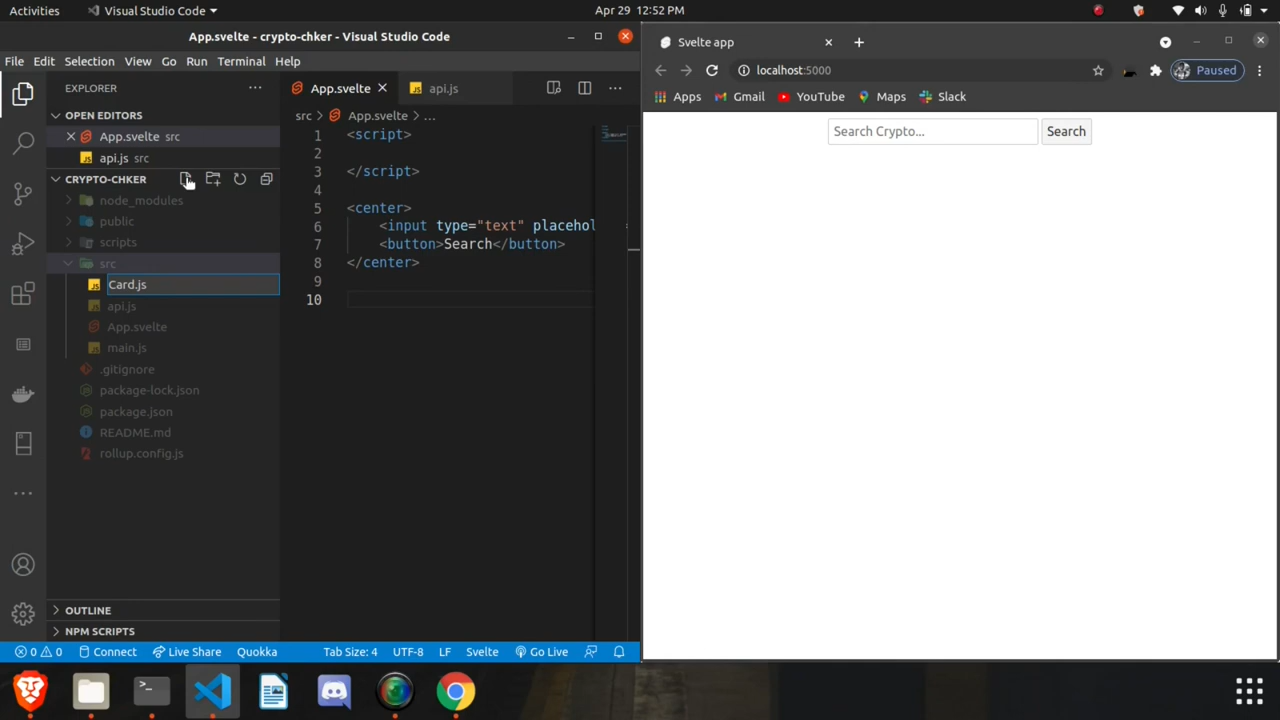 Activities
Visual Studio Code
Apr 29 12:52 PM
App.svelte - crypto-chker - Visual Studio Code
File Edit Selection View Go Run Terminal Help
EXPLORER
OPEN EDITORS
App.svelte src
JS api.js src
CRYPTO-CHKER
node_modules
public
scripts
src
JS Card.js
JS api.js
App.svelte
JS main.js
.gitignore
package-lock.json
package.json
README.md
rollup.config.js
OUTLINE
NPM SCRIPTS
App.svelte
JS api.js
src > App.svelte > ...
1 <script>
2
3 </script>
4
5 <center>
6 <input type="text" placehol
7 <button>Search</button>
8 </center>
9
10
0 0 Connect Live Share Quokka Tab Size: 4 UTF-8 LF Svelte Go Live
Svelte app
localhost:5000
Paused
Apps Gmail YouTube Maps Slack
Search Crypto...
Search